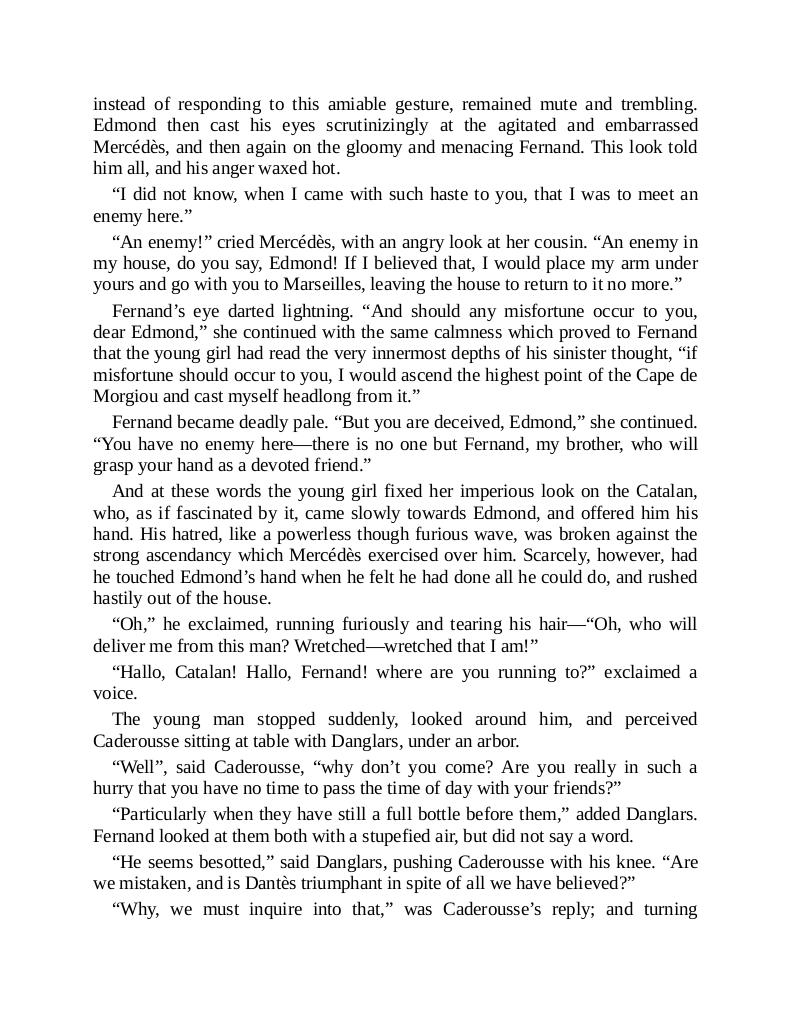 instead of responding to this amiable gesture, remained mute and trembling.
Edmond then cast his eyes scrutinizingly at the agitated and embarrassed
Mercédès, and then again on the gloomy and menacing Fernand. This look told
him all, and his anger waxed hot.
“I did not know, when I came with such haste to you, that I was to meet an
enemy here.”
“An enemy!” cried Mercédès, with an angry look at her cousin. “An enemy in
my house, do you say, Edmond! If I believed that, I would place my arm under
yours and go with you to Marseilles, leaving the house to return to it no more.”
Fernand’s eye darted lightning. “And should any misfortune occur to you,
dear Edmond,” she continued with the same calmness which proved to Fernand
that the young girl had read the very innermost depths of his sinister thought, “if
misfortune should occur to you, I would ascend the highest point of the Cape de
Morgiou and cast myself headlong from it.”
Fernand became deadly pale. “But you are deceived, Edmond,” she continued.
“You have no enemy here—there is no one but Fernand, my brother, who will
grasp your hand as a devoted friend.”
And at these words the young girl fixed her imperious look on the Catalan,
who, as if fascinated by it, came slowly towards Edmond, and offered him his
hand. His hatred, like a powerless though furious wave, was broken against the
strong ascendancy which Mercédès exercised over him. Scarcely, however, had
he touched Edmond’s hand when he felt he had done all he could do, and rushed
hastily out of the house.
“Oh,” he exclaimed, running furiously and tearing his hair—“Oh, who will
deliver me from this man? Wretched—wretched that I am!”
“Hallo, Catalan! Hallo, Fernand! where are you running to?” exclaimed a
voice.
The young man stopped suddenly, looked around him, and perceived
Caderousse sitting at table with Danglars, under an arbor.
“Well”, said Caderousse, “why don’t you come? Are you really in such a
hurry that you have no time to pass the time of day with your friends?”
“Particularly when they have still a full bottle before them,” added Danglars.
Fernand looked at them both with a stupefied air, but did not say a word.
“He seems besotted,” said Danglars, pushing Caderousse with his knee. “Are
we mistaken, and is Dantès triumphant in spite of all we have believed?”
“Why, we must inquire into that,” was Caderousse’s reply; and turning